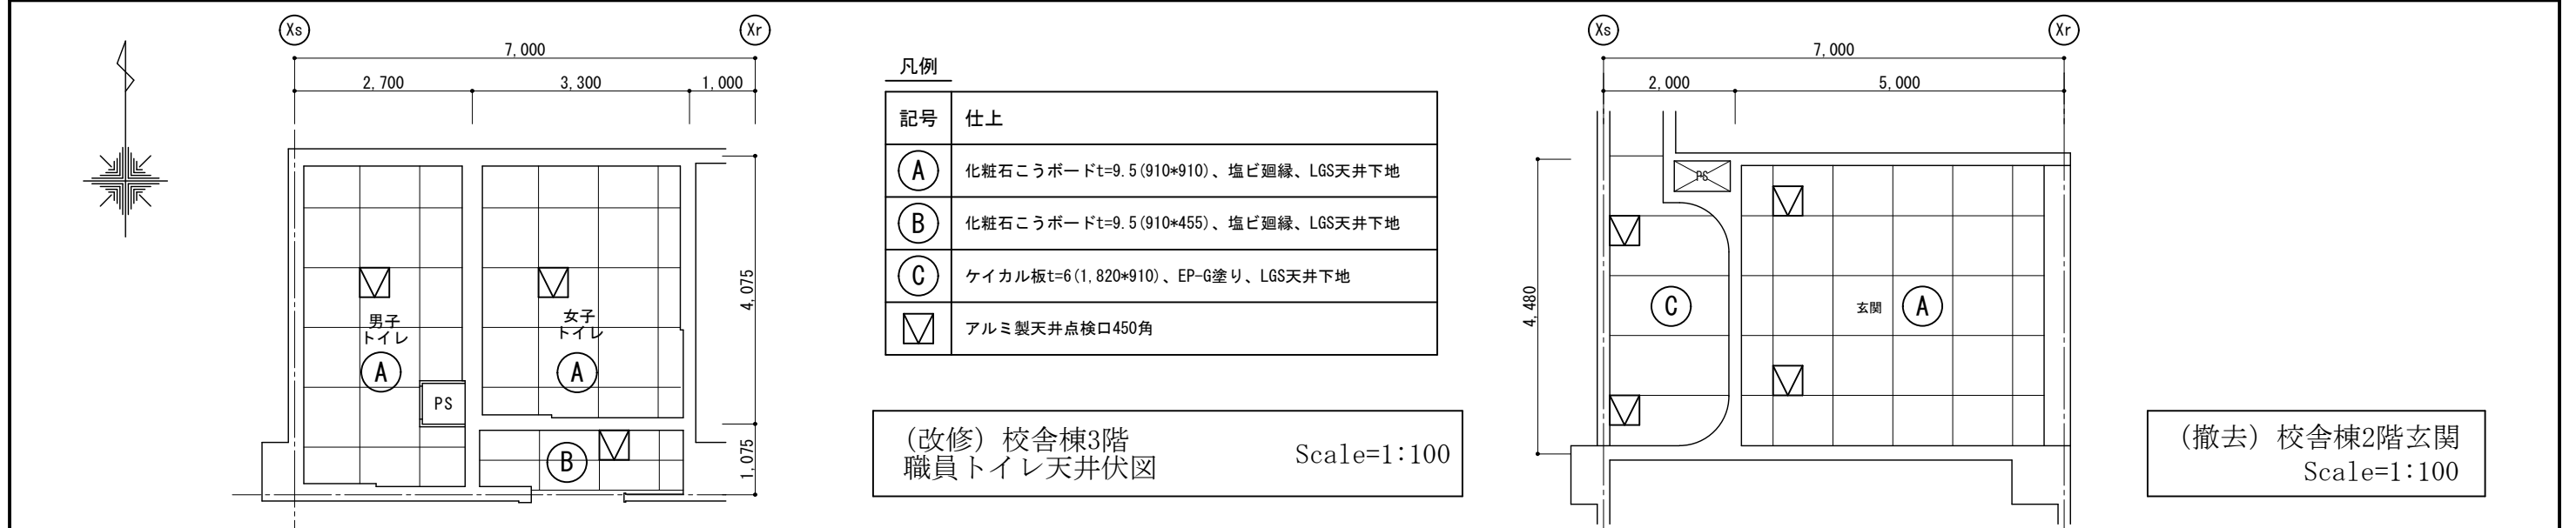 Xs
Xr
7,000
2,700
3,300
1,000
男子
トイレ
A
PS
女子
トイレ
A
B
4,075
1,075
凡例
記号 仕上
A 化粧石こうボードt=9.5(910*910)、塩ビ廻縁、LGS天井下地
B 化粧石こうボードt=9.5(910*455)、塩ビ廻縁、LGS天井下地
C ケイカル板t=6(1,820*910)、EP-G塗り、LGS天井下地
アルミ製天井点検口450角
(改修) 校舎棟3階
職員トイレ天井伏図 Scale=1:100
Xs
Xr
7,000
2,000
5,000
4,480
PS
C
玄関
A
(撤去) 校舎棟2階玄関
Scale=1:100